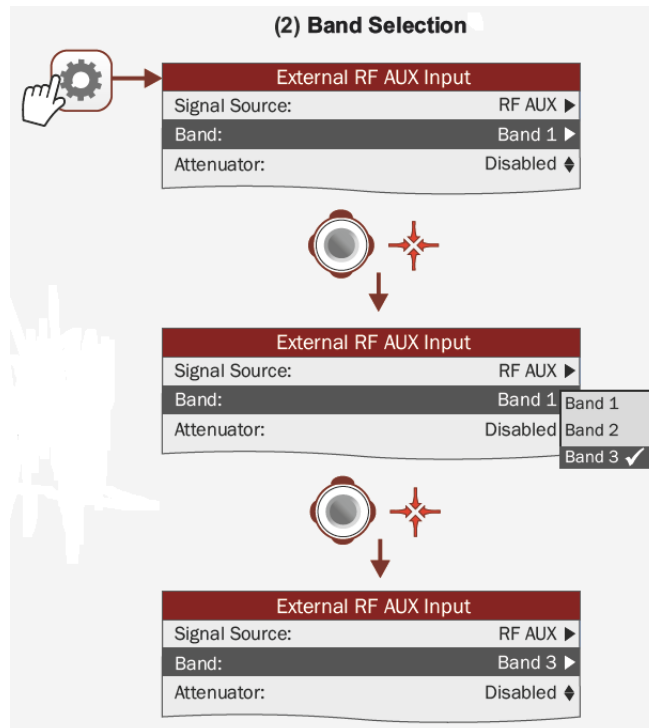 (2) Band Selection
External RF AUX Input
Signal Source: RF AUX
Band: Band 1
Attenuator: Disabled
External RF AUX Input
Signal Source: RF AUX
Band: Band 1
Attenuator: Disabled
Band 1
Band 2
Band 3
External RF AUX Input
Signal Source: RF AUX
Band: Band 3
Attenuator: Disabled